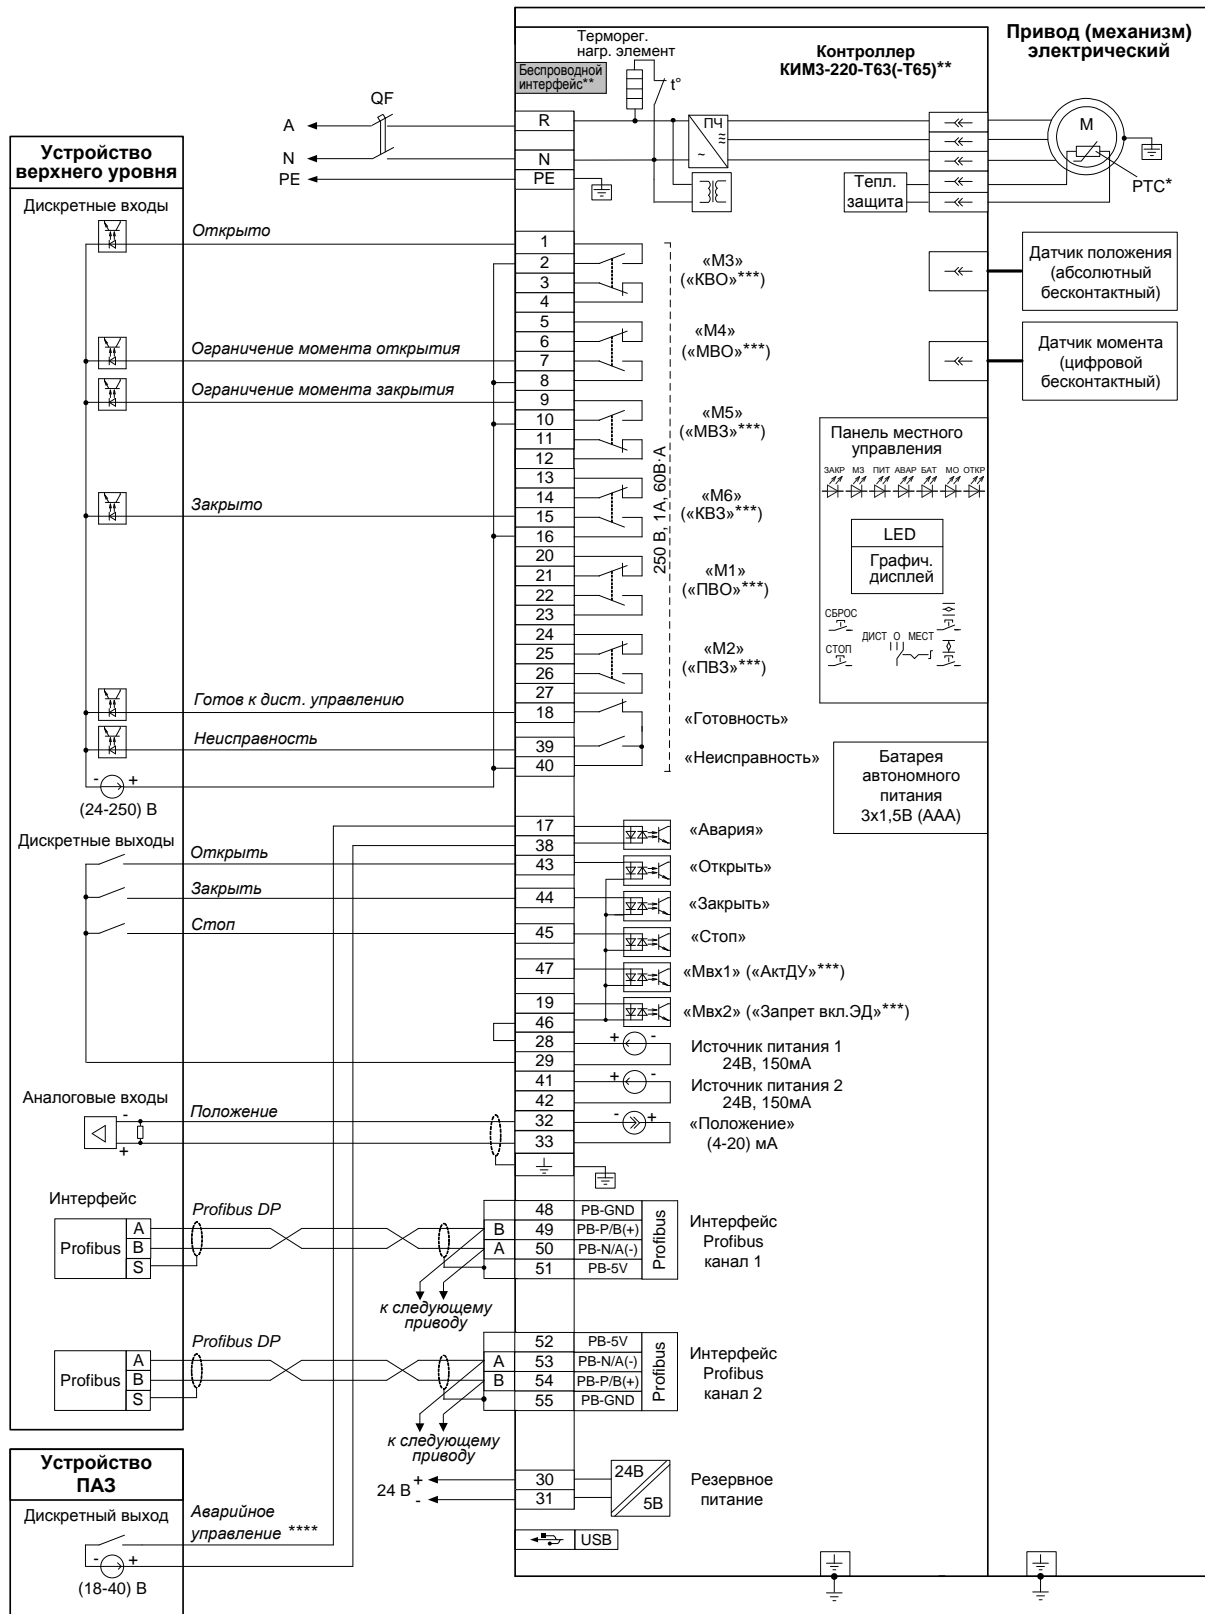 Привод (механизм)
электрический
Терморег.
нагр. элемент
Контроллер
КИМ3-220-Т63(-Т65)**
Беспроводной
интерфейс**
t°
QF
A
R
ПЧ
M
N
N
PE
PE
Тепл.
защита
PTC*
Устройство
верхнего уровня
Дискретные входы
Открыто
1
2
3
4
«М3»
(«КВО»***)
Датчик положения
(абсолютный
бесконтактный)
5
6
7
8
«М4»
(«МВО»***)
Ограничение момента открытия
Датчик момента
(цифровой
бесконтактный)
Ограничение момента закрытия
9
10
11
12
«М5»
(«МВЗ»***)
250 В, 1А, 60В·А
Панель местного
управления
ЗАКР МЗ ПИТ АВАР БАТ МО ОТКР
LED
Графич.
дисплей
СБРОС
СТОП
ДИСТ О МЕСТ
Закрыто
13
14
15
16
«М6»
(«КВЗ»***)
20
21
22
23
«М1»
(«ПВО»***)
24
25
26
27
«М2»
(«ПВЗ»***)
Готов к дист. управлению
18
«Готовность»
Неисправность
39
40
«Неисправность»
- +
(24-250) В
Батарея
автономного
питания
3х1,5В (ААА)
Дискретные выходы
17
38
«Авария»
Открыть
43
«Открыть»
Закрыть
44
«Закрыть»
Стоп
45
«Стоп»
47
«Мвх1» («АктДУ»***)
19
46
«Мвх2» («Запрет вкл.ЭД»***)
28
29
+ -
Источник питания 1
24В, 150мА
41
42
+ -
Источник питания 2
24В, 150мА
Аналоговые входы
-
+
Положение
32
33
- +
«Положение»
(4-20) мА
Интерфейс
Profibus
A
B
S
Profibus DP
B
A
48 PB-GND
49 PB-P/B(+)
50 PB-N/A(-)
51 PB-5V
Profibus
Интерфейс
Profibus
канал 1
к следующему
приводу
Profibus
A
B
S
Profibus DP
A
B
52 PB-5V
53 PB-N/A(-)
54 PB-P/B(+)
55 PB-GND
Profibus
Интерфейс
Profibus
канал 2
к следующему
приводу
24 В
+
-
30
31
24В
5В
Резервное
питание
USB
Устройство
ПАЗ
Дискретный выход
Аварийное
управление ****
- +
(18-40) В